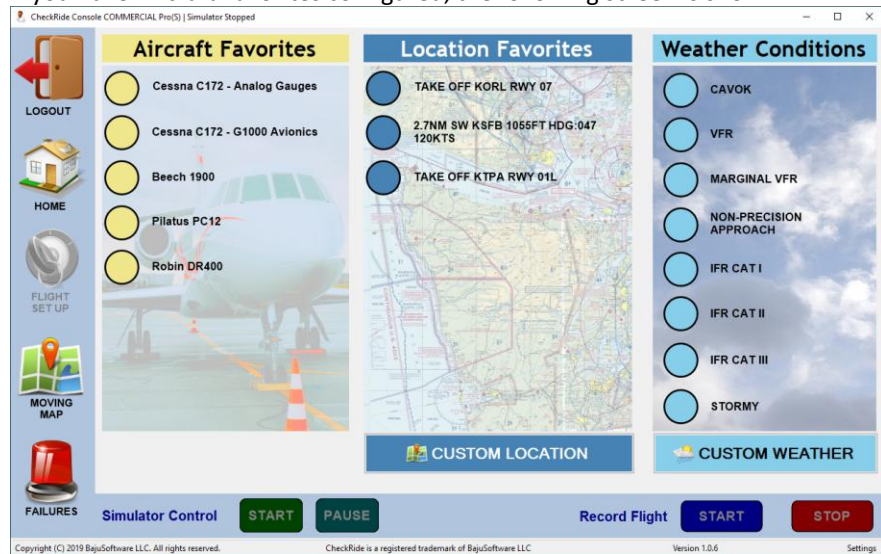 CheckRide Console COMMERCIAL Pro(S) | Simulator Stopped
Aircraft Favorites
Location Favorites
Weather Conditions
LOGOUT
HOME
FLIGHT
SET UP
MOVING
MAP
FAILURES
Cessna C172 - Analog Gauges
Cessna C172 - G1000 Avionics
Beech 1900
Pilatus PC12
Robin DR400
TAKE OFF KORL RWY 07
2.7NM SW KSFB 1055FT HDG:047
120KTS
TAKE OFF KTPA RWY 01L
CUSTOM LOCATION
CAVOK
VFR
MARGINAL VFR
NON-PRECISION
APPROACH
IFR CAT I
IFR CAT II
IFR CAT III
STORMY
CUSTOM WEATHER
Simulator Control
START
PAUSE
Record Flight
START
STOP
Copyright (C) 2019 BajuSoftware LLC. All rights reserved.
CheckRide is a registered trademark of BajuSoftware LLC
Version 1.0.6
Settings